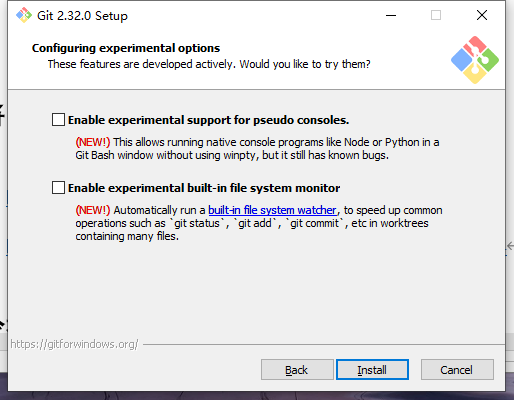 Git 2.32.0 Setup
Configuring experimental options
These features are developed actively. Would you like to try them?
Enable experimental support for pseudo consoles.
(NEW!) This allows running native console programs like Node or Python in a
Git Bash window without using winpty, but it still has known bugs.
Enable experimental built-in file system monitor
(NEW!) Automatically run a built-in file system watcher, to speed up common
operations such as `git status`, `git add`, `git commit`, etc in worktrees
containing many files.
https://gitforwindows.org/
Back
Install
Cancel